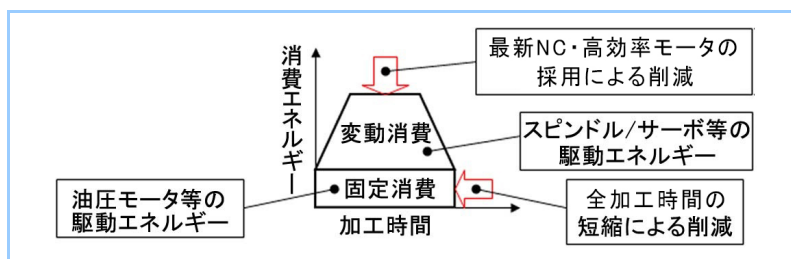 最新NC・高効率モータの
採用による削減
消費エネルギー
変動消費
スピンドル/サーボ等の
駆動エネルギー
固定消費
油圧モータ等の
駆動エネルギー
全加工時間の
短縮による削減
加工時間